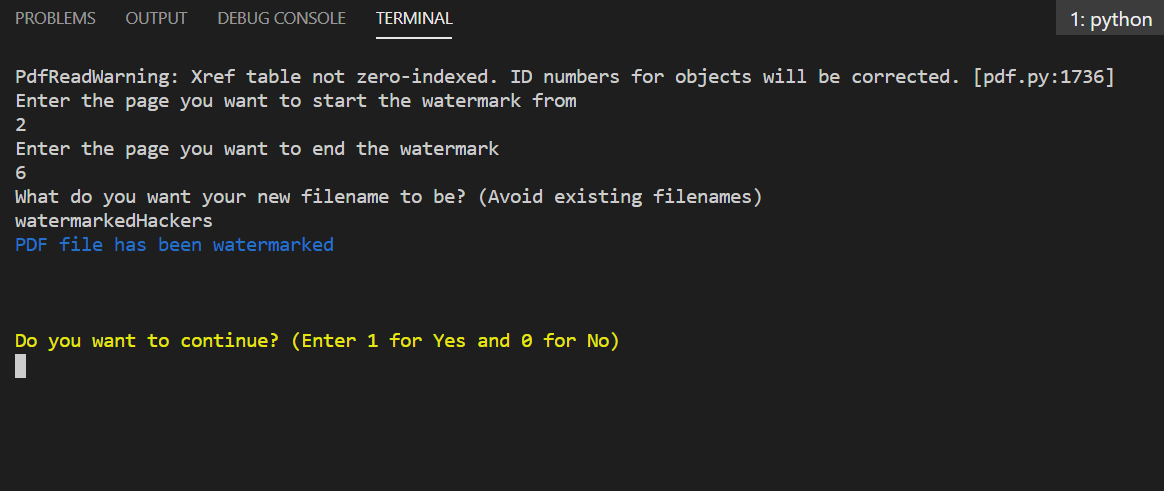 PROBLEMS OUTPUT DEBUG CONSOLE TERMINAL 1: python
PdfReadWarning: Xref table not zero-indexed. ID numbers for objects will be corrected. [pdf.py:1736]
Enter the page you want to start the watermark from
2
Enter the page you want to end the watermark
6
What do you want your new filename to be? (Avoid existing filenames)
watermarkedHackers
PDF file has been watermarked
Do you want to continue? (Enter 1 for Yes and 0 for No)